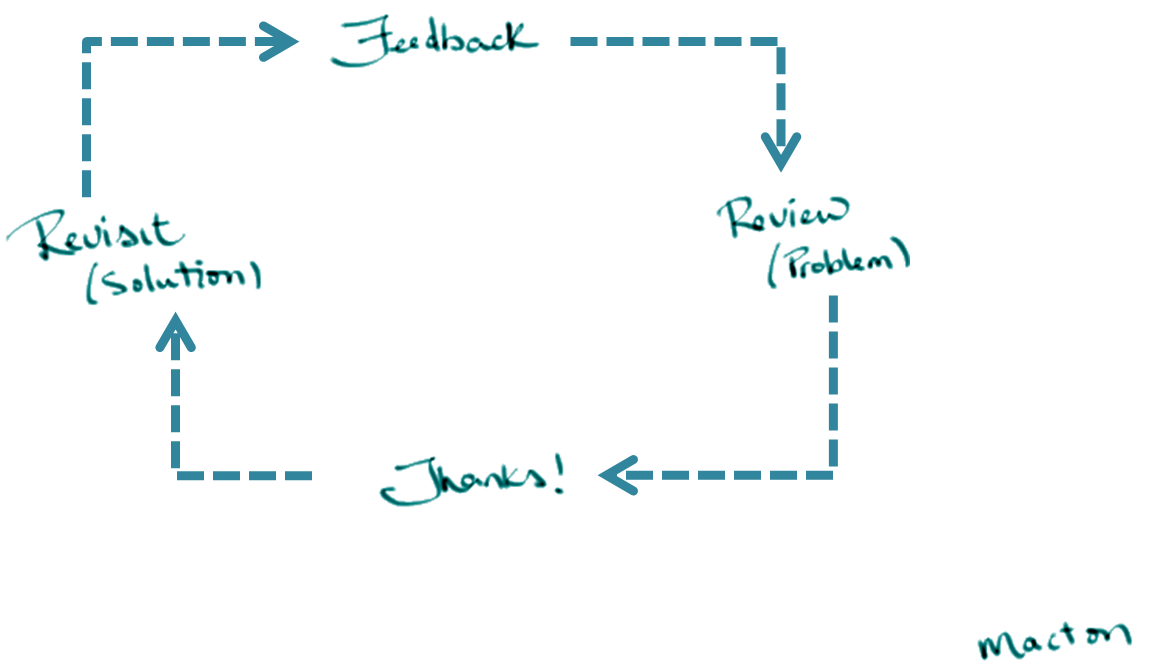 Feedback
Review
(Problem)
Thanks!
Revisit
(Solution)
macton